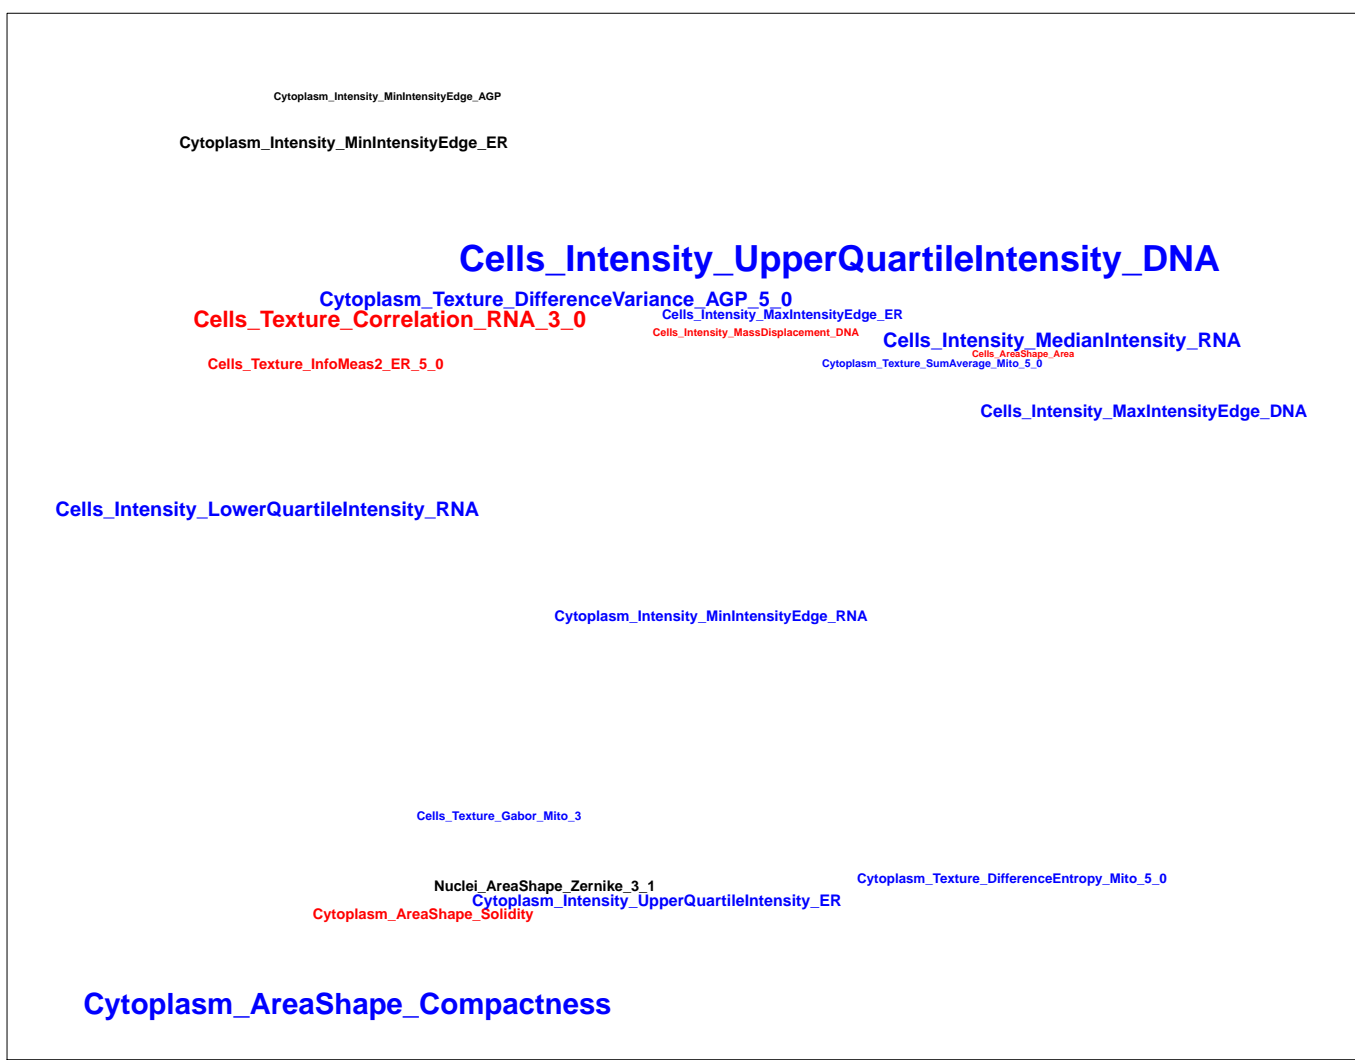 Cytoplasm_Intensity_MinIntensityEdge_AGP
Cytoplasm_Intensity_MinIntensityEdge_ER
Cells_Intensity_UpperQuartileIntensity_DNA
Cytoplasm_Texture_DifferenceVariance_AGP_5_0
Cells_Intensity_MaxIntensityEdge_ER
Cells_Texture_Correlation_RNA_3_0
Cells_Intensity_MassDisplacement_DNA
Cells_Intensity_MedianIntensity_RNA
Cells_AreaShape_Area
Cells_Texture_InfoMeas2_ER_5_0
Cytoplasm_Texture_SumAverage_Mito_5_0
Cells_Intensity_MaxIntensityEdge_DNA
Cells_Intensity_LowerQuartileIntensity_RNA
Cytoplasm_Intensity_MinIntensityEdge_RNA
Cells_Texture_Gabor_Mito_3
Cytoplasm_Texture_DifferenceEntropy_Mito_5_0
Nuclei_AreaShape_Zernike_3_1
Cytoplasm_Intensity_UpperQuartileIntensity_ER
Cytoplasm_AreaShape_Solidity
Cytoplasm_AreaShape_Compactness